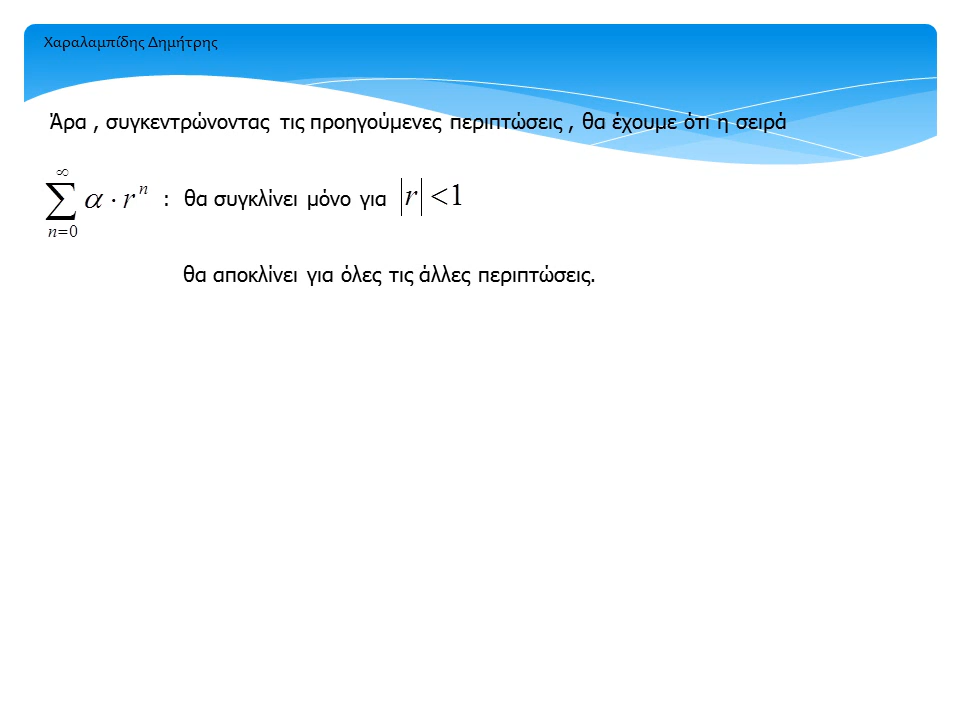 Χαραλαμπίδης Δημήτρης
Άρα , συγκεντρώνοντας τις προηγούμενες περιπτώσεις , θα έχουμε ότι η σειρά
∑_{n=0}^{∞} α · r^n : θα συγκλίνει μόνο για |r| <1
θα αποκλίνει για όλες τις άλλες περιπτώσεις.